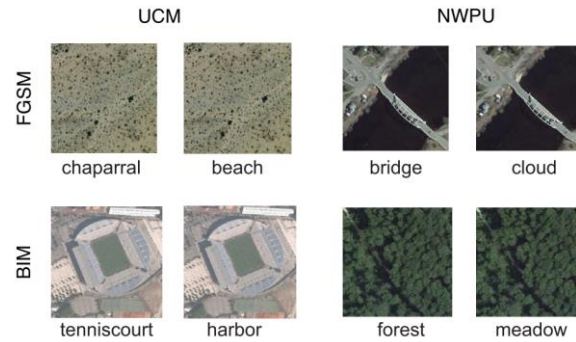 UCM NWPU
FGSM
chaparral beach bridge cloud
BIM
tenniscourt harbor forest meadow